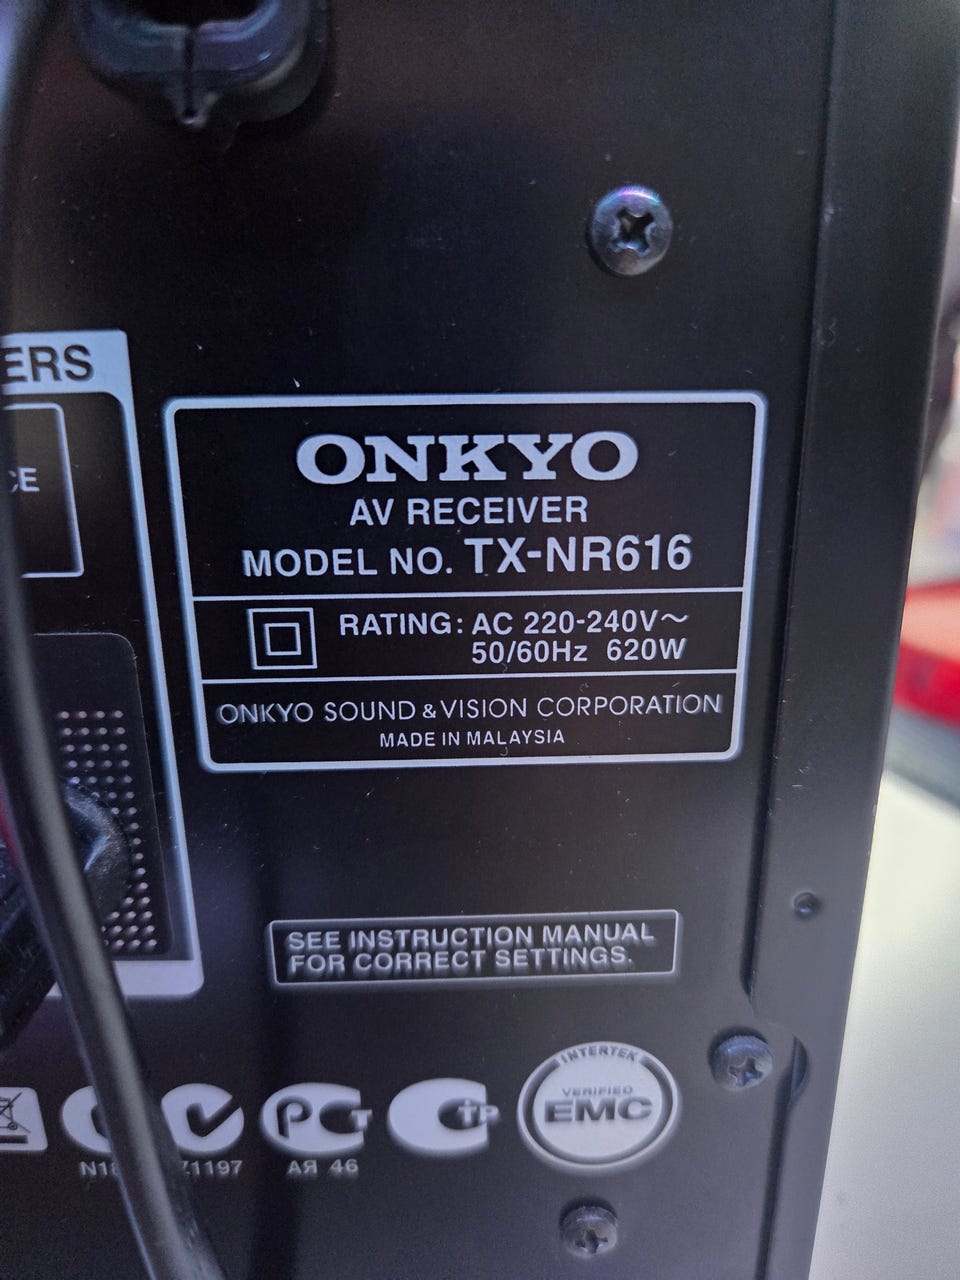 ERS
CE
ONKYO
AV RECEIVER
MODEL NO. TX-NR616
RATING: AC 220-240V~
50/60Hz 620W
ONKYO SOUND & VISION CORPORATION
MADE IN MALAYSIA
SEE INSTRUCTION MANUAL
FOR CORRECT SETTINGS.
INTERTEK
VERIFIED
EMC
АЯ 46